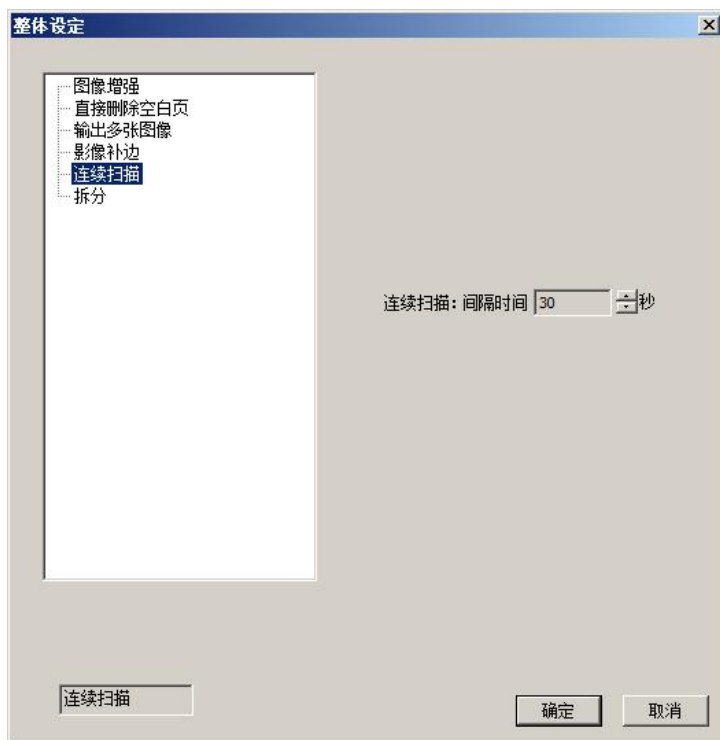 整体设定
图像增强
直接删除空白页
输出多张图像
影像补边
连续扫描
拆分
连续扫描：间隔时间 30 秒
连续扫描
确定 取消